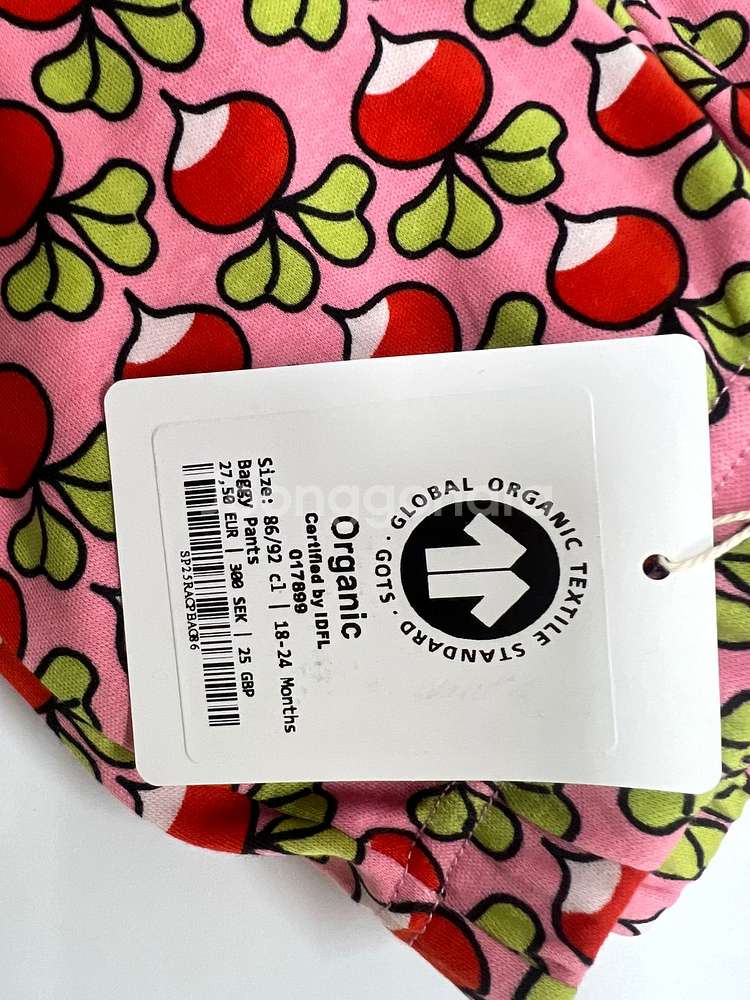 GLOBAL ORGANIC TEXTILE STANDARD
· GOTS ·
Organic
Certified by IDFL
017899
Size: 86/92 cl | 18-24 Months
Baggy Pants
27,50 EUR | 300 SEK | 25 GBP
SP25RACPBAC86